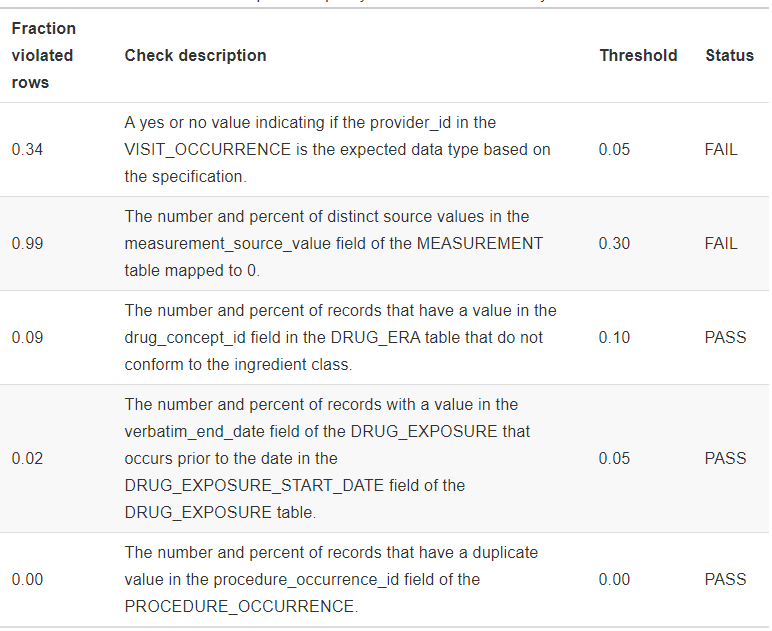 Fraction
violated
rows
Check description
Threshold
Status
0.34
A yes or no value indicating if the provider_id in the
VISIT_OCCURRENCE is the expected data type based on
the specification.
0.05
FAIL
0.99
The number and percent of distinct source values in the
measurement_source_value field of the MEASUREMENT
table mapped to 0.
0.30
FAIL
0.09
The number and percent of records that have a value in the
drug_concept_id field in the DRUG_ERA table that do not
conform to the ingredient class.
0.10
PASS
0.02
The number and percent of records with a value in the
verbatim_end_date field of the DRUG_EXPOSURE that
occurs prior to the date in the
DRUG_EXPOSURE_START_DATE field of the
DRUG_EXPOSURE table.
0.05
PASS
0.00
The number and percent of records that have a duplicate
value in the procedure_occurrence_id field of the
PROCEDURE_OCCURRENCE.
0.00
PASS